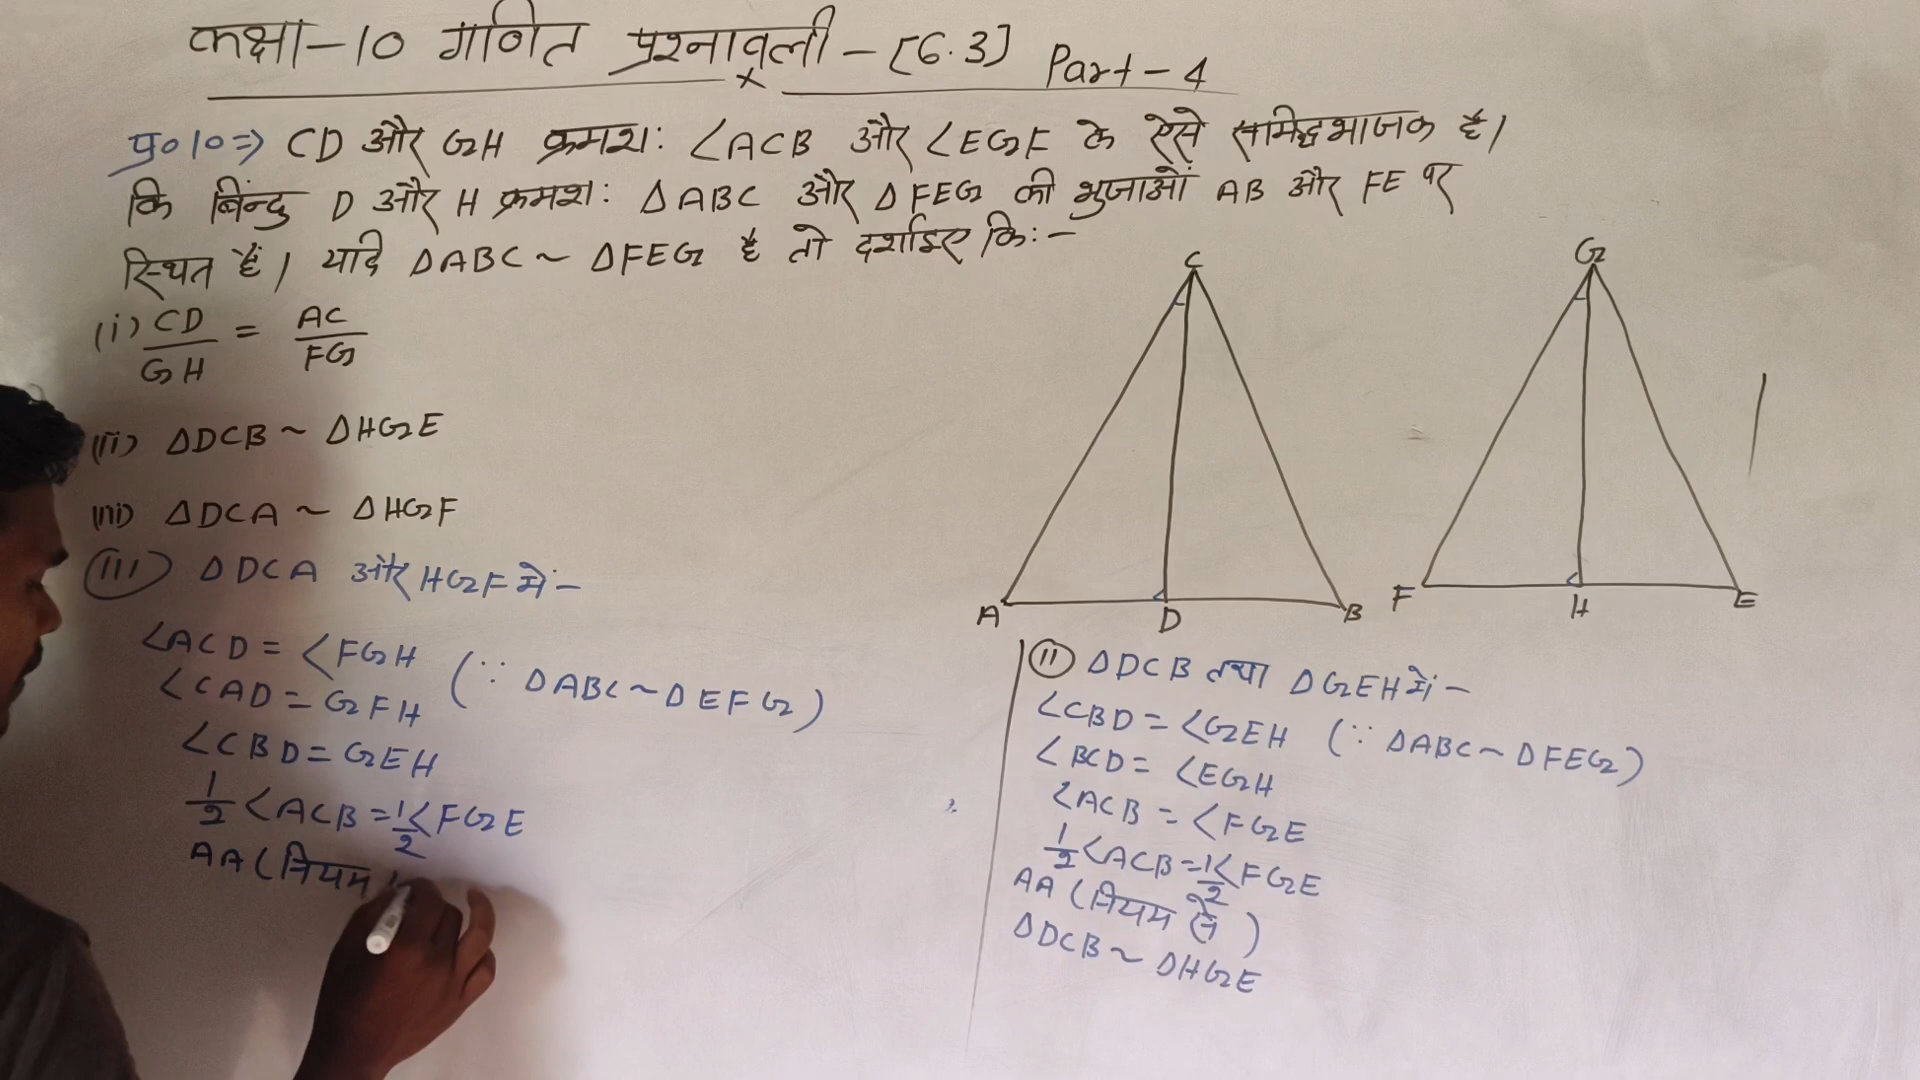 कक्षा-10 गणित प्रश्नावली - [6.3] Part-4
प्र०10⇒ CD और GH क्रमशः ∠ACB और ∠EGF के ऐसे समद्विभाजक है।
कि बिन्दु D और H क्रमशः ΔABC और ΔFEG की भुजाओं AB और FE पर
स्थित हैं। यदि ΔABC ~ ΔFEG है तो दर्शाइए कि:-
(i) CD/GH = AC/FG
(ii) ΔDCB ~ ΔHGE
(iii) ΔDCA ~ ΔHGF
(iii) ΔDCA और HGF में-
∠ACD = ∠FGH
∠CAD = GFH (∵ ΔABC ~ ΔEFG)
∠CBD = GEH
1/2 ∠ACB = 1/2 ∠FGE
AA (नियम
C
A D B
G
F H E
(ii) ΔDCB तथा ΔGEH में-
∠CBD = ∠GEH (∵ ΔABC ~ ΔFEG)
∠BCD = ∠EGH
∠ACB = ∠FGE
1/2 ∠ACB = 1/2 ∠FGE
AA (नियम से)
ΔDCB ~ ΔHGE